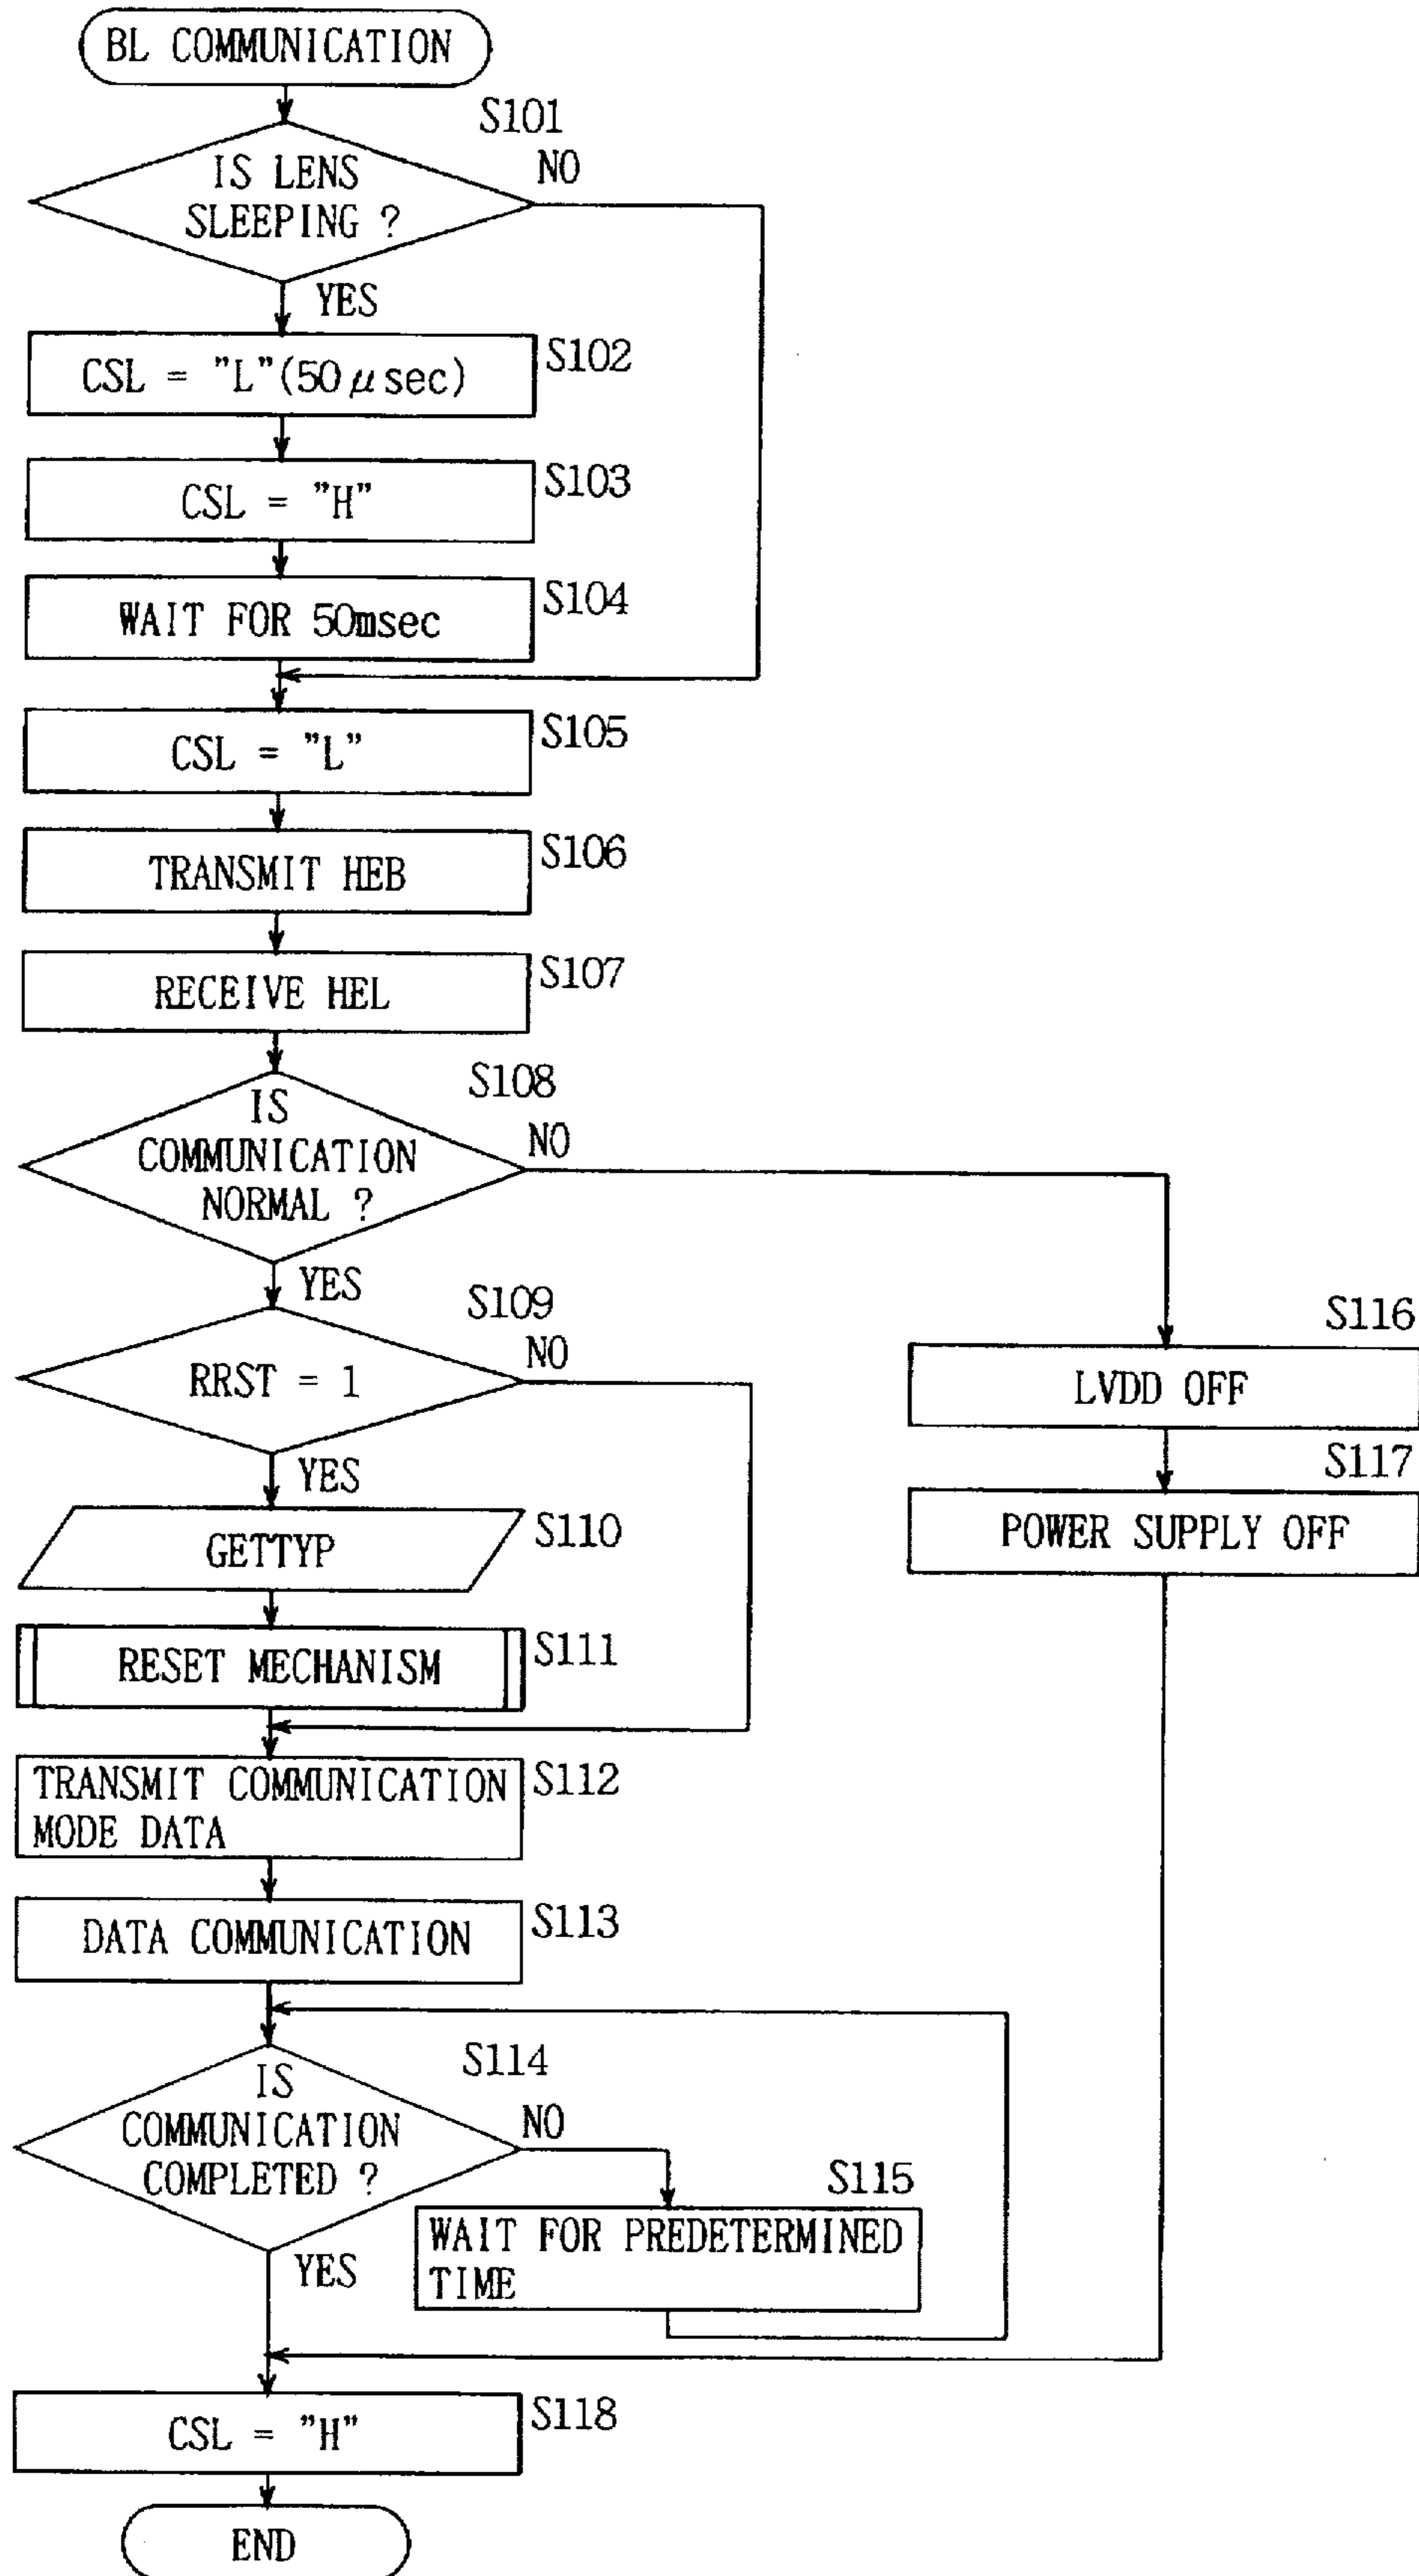 BL COMMUNICATION
S101
IS LENS
SLEEPING ?
NO
YES
CSL = "L"(50μsec)
S102
CSL = "H"
S103
WAIT FOR 50msec
S104
CSL = "L"
S105
TRANSMIT HEB
S106
RECEIVE HEL
S107
S108
IS
COMMUNICATION
NORMAL ?
NO
YES
S109
RRST = 1
NO
YES
GETTYP
S110
RESET MECHANISM
S111
TRANSMIT COMMUNICATION
MODE DATA
S112
DATA COMMUNICATION
S113
S114
IS
COMMUNICATION
COMPLETED ?
NO
YES
S115
WAIT FOR PREDETERMINED
TIME
S116
LVDD OFF
S117
POWER SUPPLY OFF
CSL = "H"
S118
END